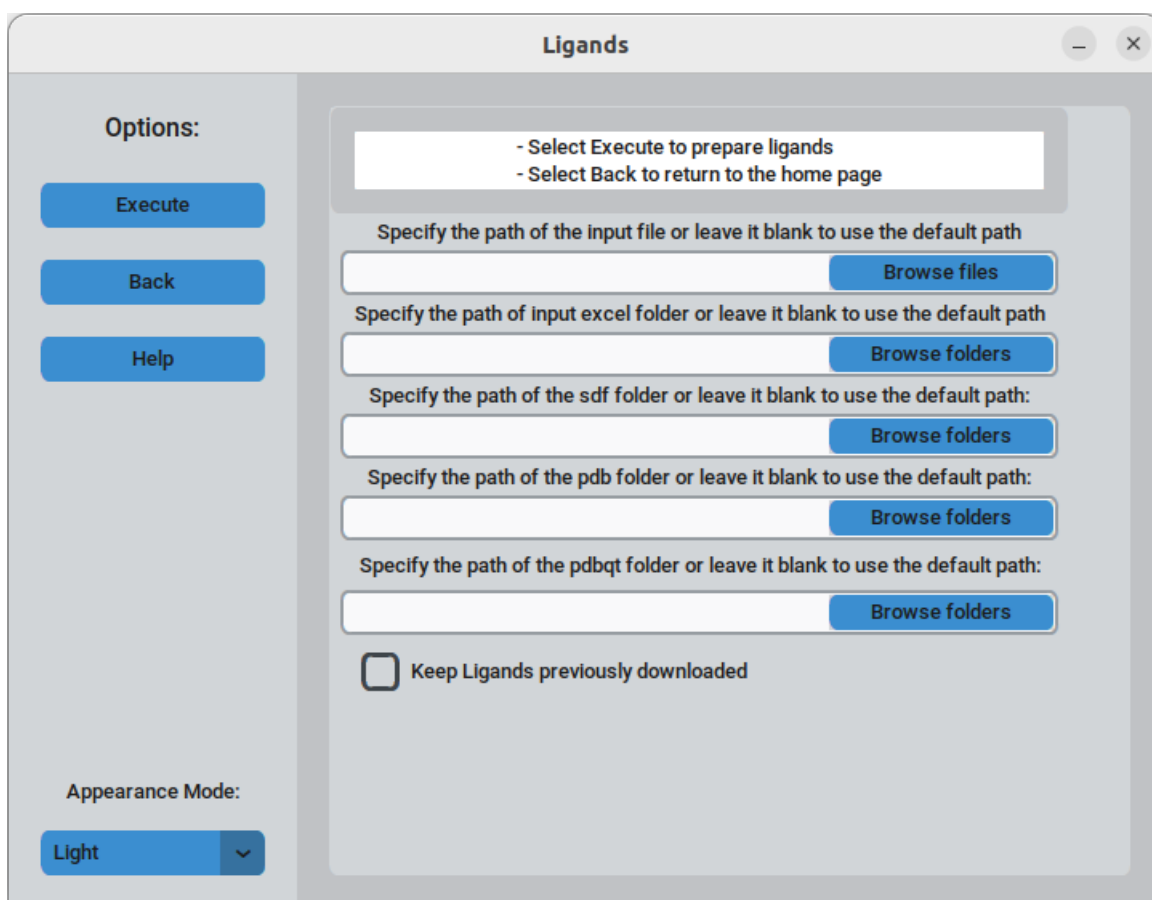 Ligands
Options:
Execute
Back
Help
Appearance Mode:
Light
- Select Execute to prepare ligands
- Select Back to return to the home page
Specify the path of the input file or leave it blank to use the default path
Browse files
Specify the path of input excel folder or leave it blank to use the default path
Browse folders
Specify the path of the sdf folder or leave it blank to use the default path:
Browse folders
Specify the path of the pdb folder or leave it blank to use the default path:
Browse folders
Specify the path of the pdbqt folder or leave it blank to use the default path:
Browse folders
Keep Ligands previously downloaded